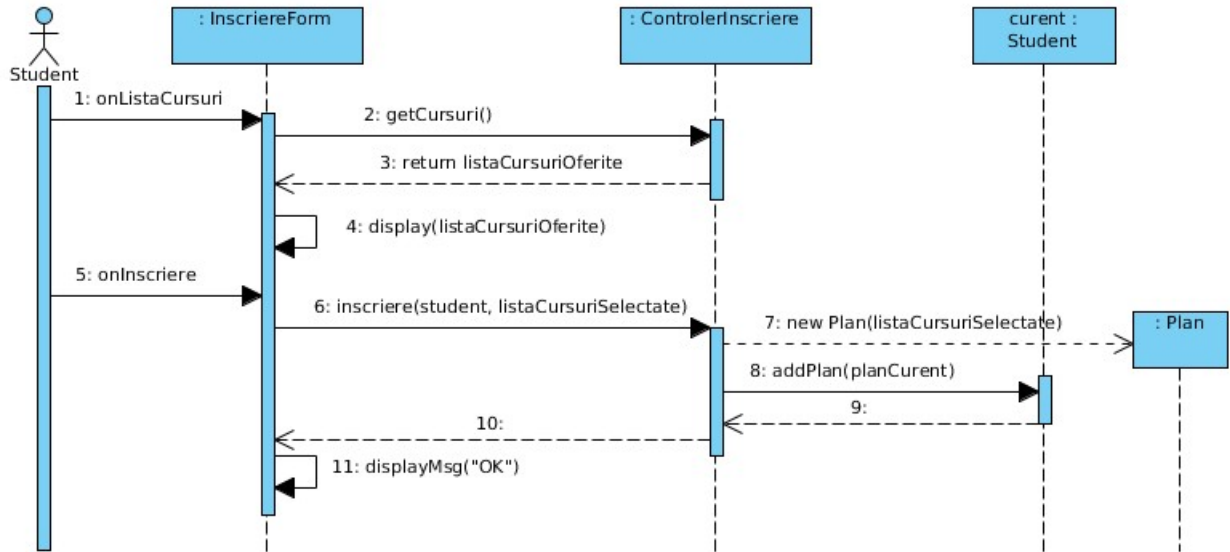 : InscriereForm
: ControlerInscriere
curent :
Student
Student
1: onListaCursuri
2: getCursuri()
3: return listaCursuriOferite
4: display(listaCursuriOferite)
5: onInscriere
6: inscriere(student, listaCursuriSelectate)
7: new Plan(listaCursuriSelectate)
: Plan
8: addPlan(planCurent)
9:
10:
11: displayMsg("OK")